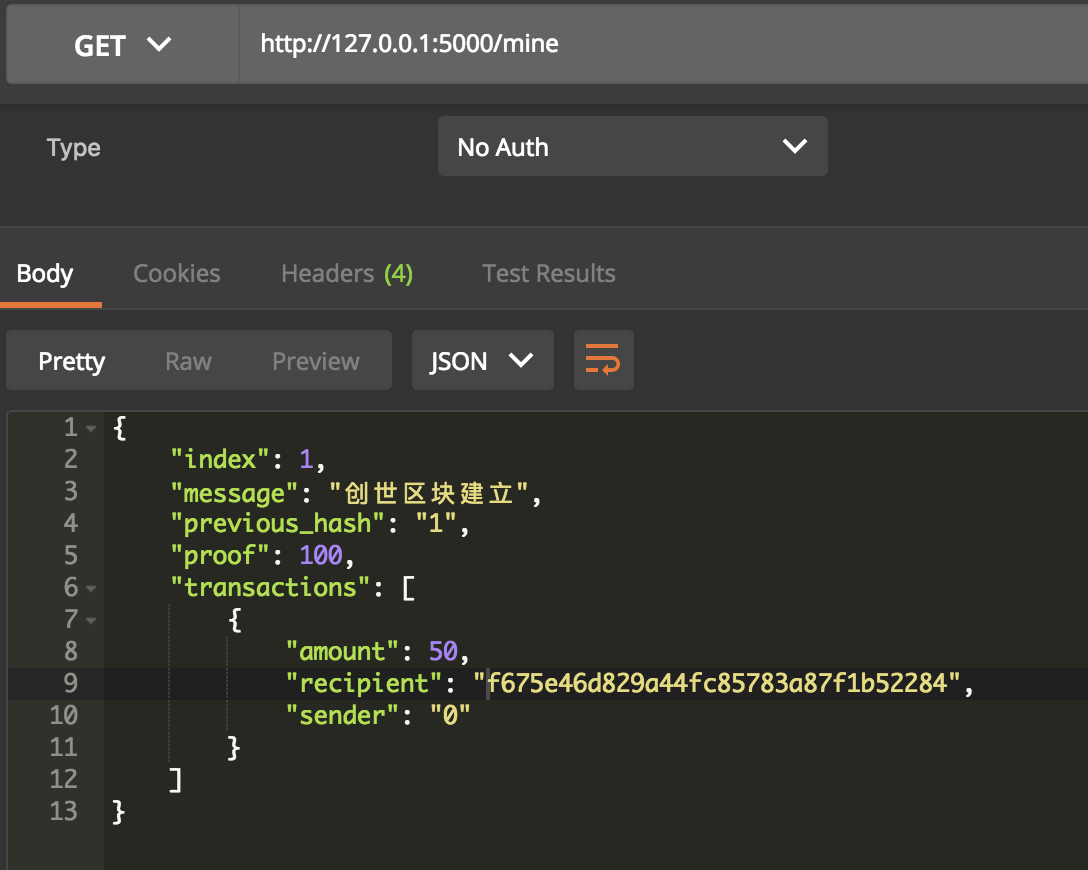 GET http://127.0.0.1:5000/mine
Type No Auth
Body Cookies Headers (4) Test Results
Pretty Raw Preview JSON
1 {
2 "index": 1,
3 "message": "创世区块建立",
4 "previous_hash": "1",
5 "proof": 100,
6 "transactions": [
7 {
8 "amount": 50,
9 "recipient": "f675e46d829a44fc85783a87f1b52284",
10 "sender": "0"
11 }
12 ]
13 }